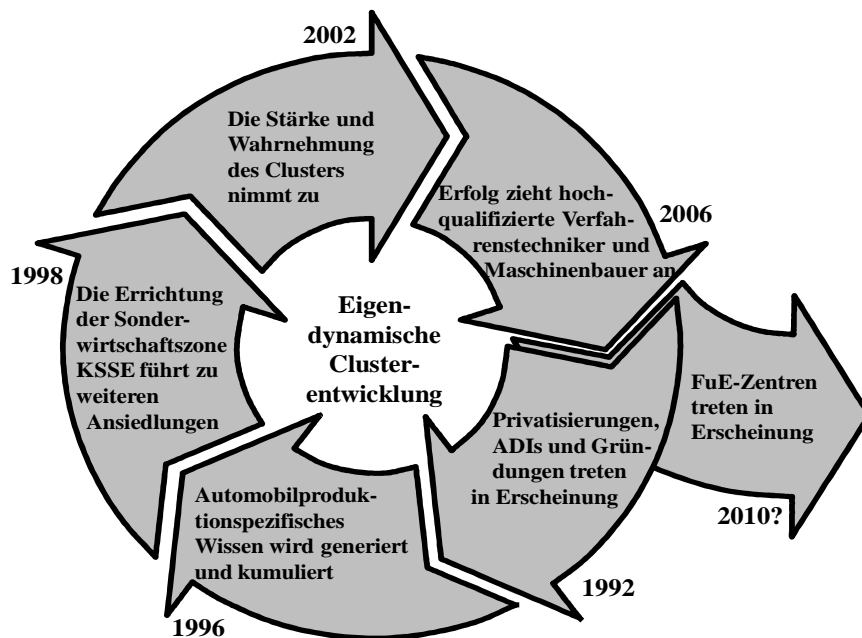 2002
Die Stärke und
Wahrnehmung
des Clusters
nimmt zu
Erfolg zieht hoch-
qualifizierte Verfah-
renstechniker und
Maschinenbauer an
2006
1998
Die Errichtung
der Sonder-
wirtschaftszone
KSSE führt zu
weiteren
Ansiedlungen
Eigen-
dynamische
Cluster-
entwicklung
FuE-Zentren
treten in
Erscheinung
2010?
Privatisierungen,
ADIs und Grün-
dungen treten
in Erscheinung
1992
Automobilproduk-
tionspezifisches
Wissen wird generiert
und kumuliert
1996